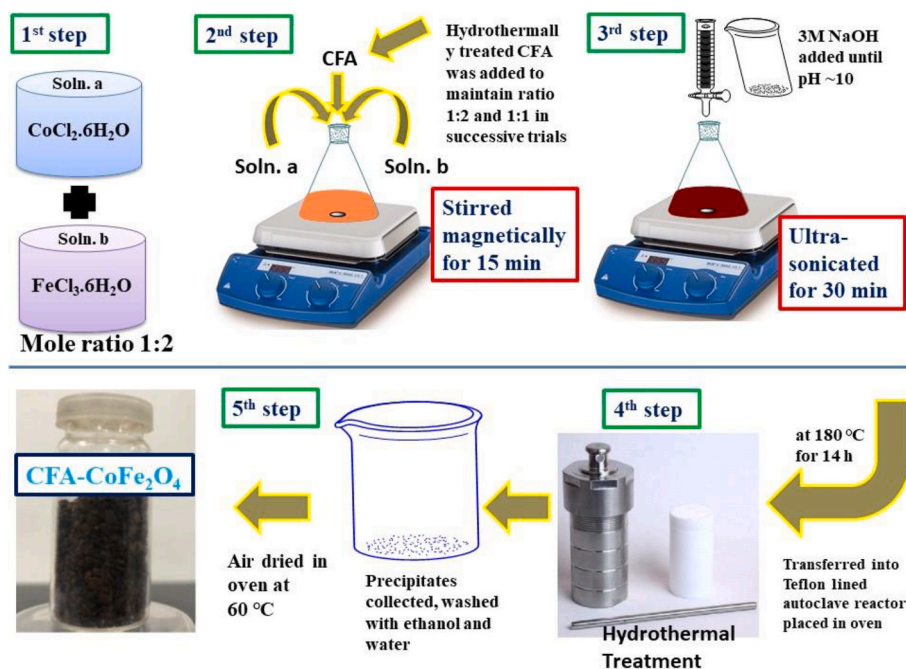 1st step
Soln. a
CoCl2.6H2O
Soln. b
FeCl3.6H2O
Mole ratio 1:2
2nd step
CFA
Soln. a
Soln. b
Hydrothermall
y treated CFA
was added to
maintain ratio
1:2 and 1:1 in
successive trials
Stirred
magnetically
for 15 min
3rd step
3M NaOH
added until
pH ~10
Ultra-
sonicated
for 30 min
at 180 °C
for 14 h
Transferred into
Teflon lined
autoclave reactor
placed in oven
4th step
Hydrothermal
Treatment
5th step
Precipitates
collected, washed
with ethanol and
water
Air dried in
oven at
60 °C
CFA-CoFe2O4